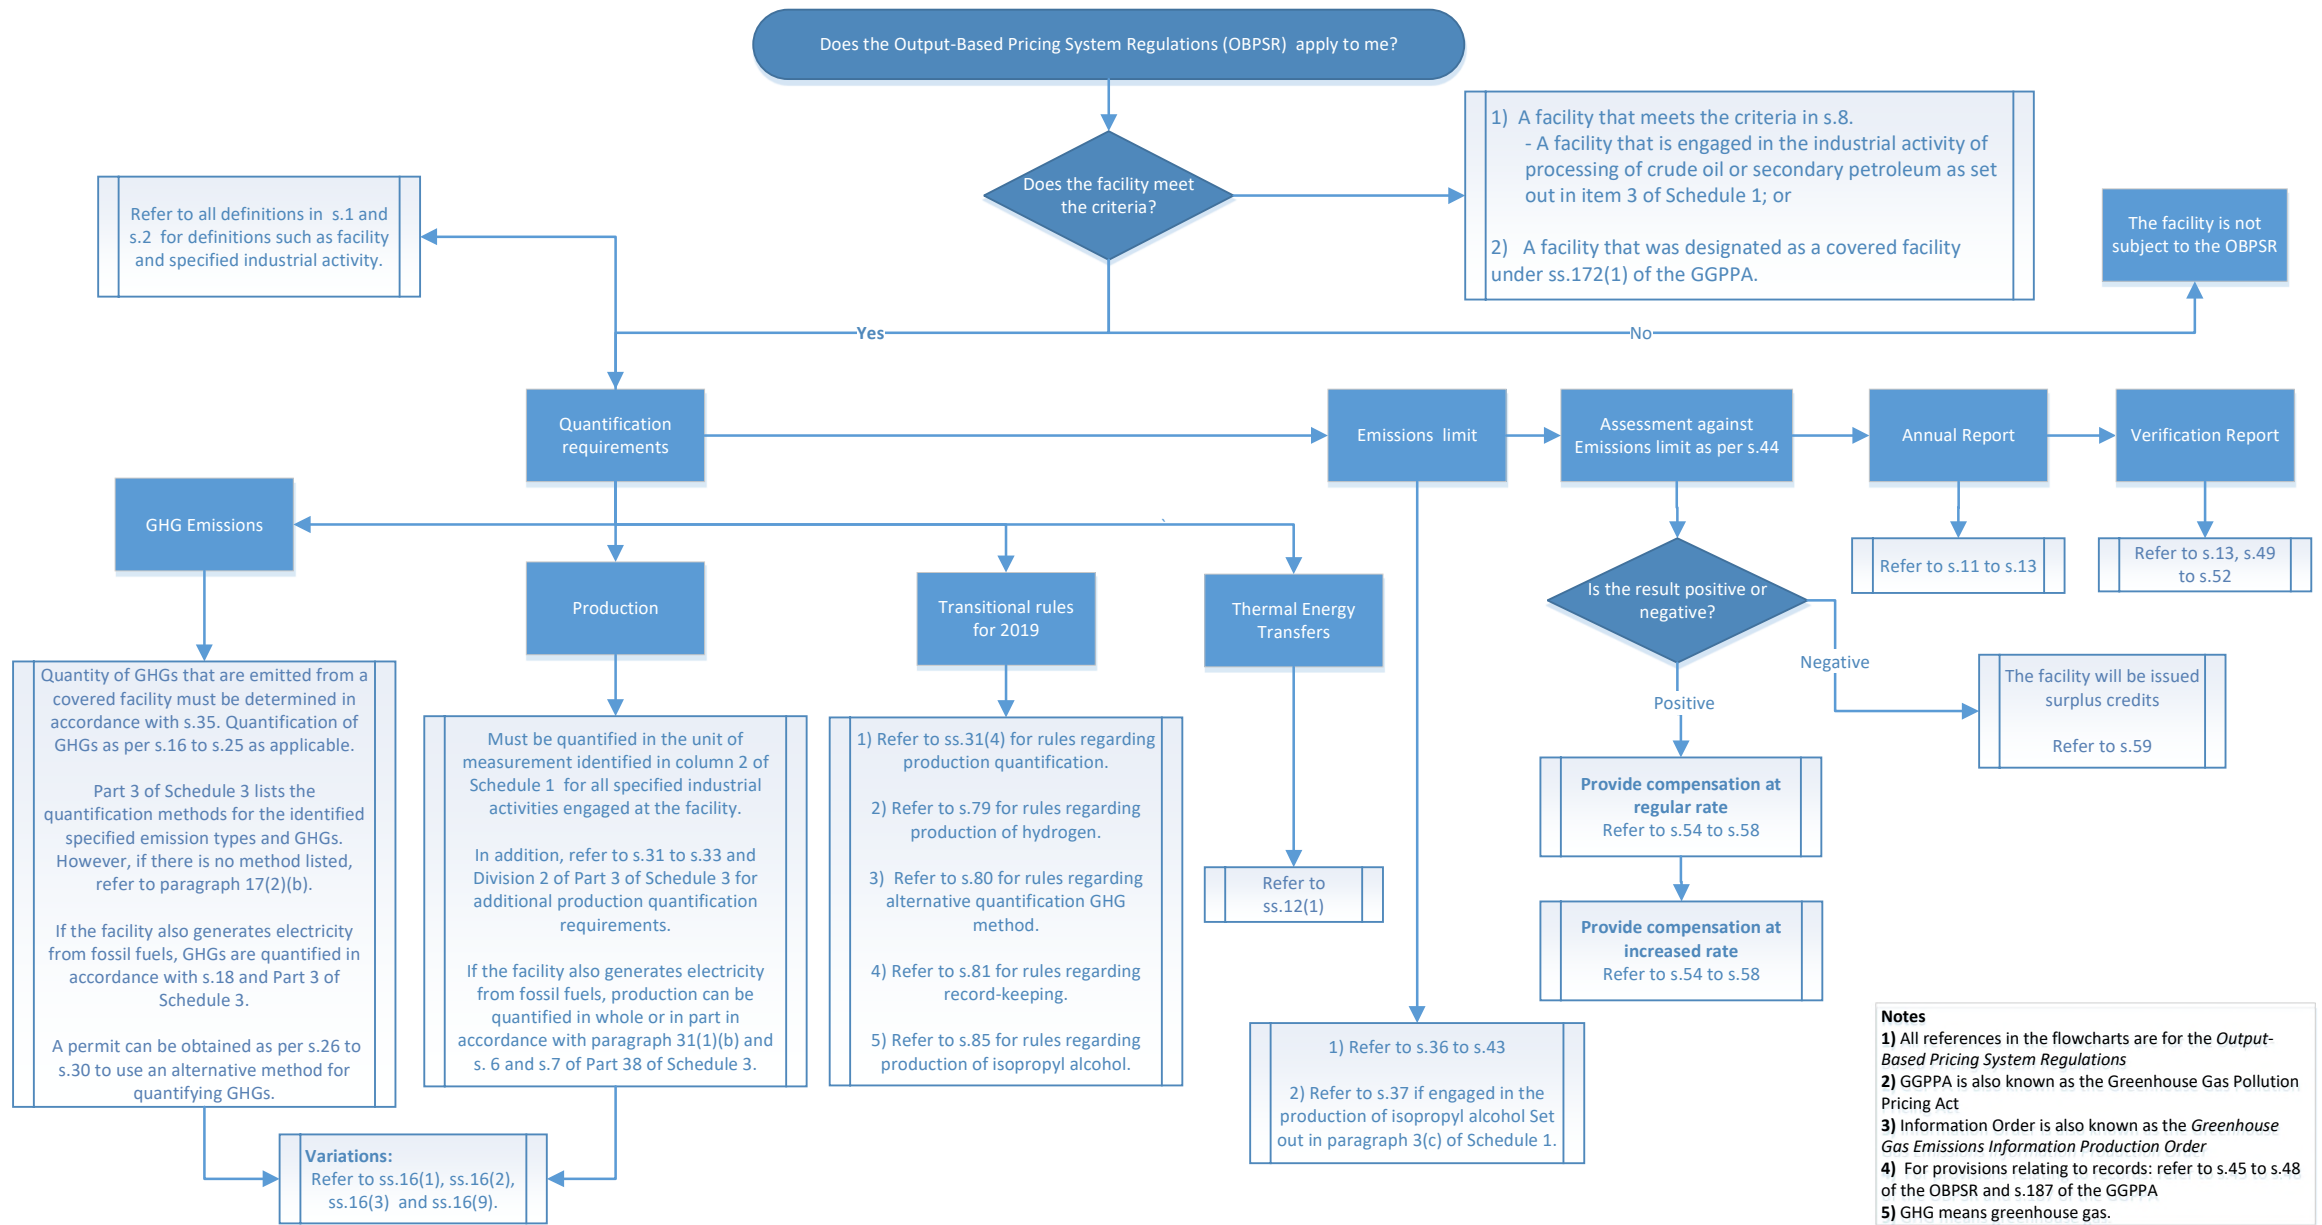 Does the Output-Based Pricing System Regulations (OBPSR) apply to me?
Does the facility meet
the criteria?
1) A facility that meets the criteria in s.8.
- A facility that is engaged in the industrial activity of
processing of crude oil or secondary petroleum as set
out in item 3 of Schedule 1; or
2) A facility that was designated as a covered facility
under ss.172(1) of the GGPPA.
Refer to all definitions in s.1 and
s.2 for definitions such as facility
and specified industrial activity.
The facility is not
subject to the OBPSR
Yes
No
Quantification
requirements
Emissions limit
Assessment against
Emissions limit as per s.44
Annual Report
Verification Report
GHG Emissions
Production
Transitional rules
for 2019
Thermal Energy
Transfers
`
Is the result positive or
negative?
Refer to s.11 to s.13
Refer to s.13, s.49
to s.52
Negative
Positive
The facility will be issued
surplus credits
Refer to s.59
Quantity of GHGs that are emitted from a
covered facility must be determined in
accordance with s.35. Quantification of
GHGs as per s.16 to s.25 as applicable.
Part 3 of Schedule 3 lists the
quantification methods for the identified
specified emission types and GHGs.
However, if there is no method listed,
refer to paragraph 17(2)(b).
If the facility also generates electricity
from fossil fuels, GHGs are quantified in
accordance with s.18 and Part 3 of
Schedule 3.
A permit can be obtained as per s.26 to
s.30 to use an alternative method for
quantifying GHGs.
Must be quantified in the unit of
measurement identified in column 2 of
Schedule 1 for all specified industrial
activities engaged at the facility.
In addition, refer to s.31 to s.33 and
Division 2 of Part 3 of Schedule 3 for
additional production quantification
requirements.
If the facility also generates electricity
from fossil fuels, production can be
quantified in whole or in part in
accordance with paragraph 31(1)(b) and
s. 6 and s.7 of Part 38 of Schedule 3.
1) Refer to ss.31(4) for rules regarding
production quantification.
2) Refer to s.79 for rules regarding
production of hydrogen.
3) Refer to s.80 for rules regarding
alternative quantification GHG
method.
4) Refer to s.81 for rules regarding
record-keeping.
5) Refer to s.85 for rules regarding
production of isopropyl alcohol.
Refer to
ss.12(1)
Provide compensation at
regular rate
Refer to s.54 to s.58
Provide compensation at
increased rate
Refer to s.54 to s.58
1) Refer to s.36 to s.43
2) Refer to s.37 if engaged in the
production of isopropyl alcohol Set
out in paragraph 3(c) of Schedule 1.
Variations:
Refer to ss.16(1), ss.16(2),
ss.16(3) and ss.16(9).
Notes
1) All references in the flowcharts are for the Output-
Based Pricing System Regulations
2) GGPPA is also known as the Greenhouse Gas Pollution
Pricing Act
3) Information Order is also known as the Greenhouse
Gas Emissions Information Production Order
4) For provisions relating to records: refer to s.45 to s.48
of the OBPSR and s.187 of the GGPPA
5) GHG means greenhouse gas.